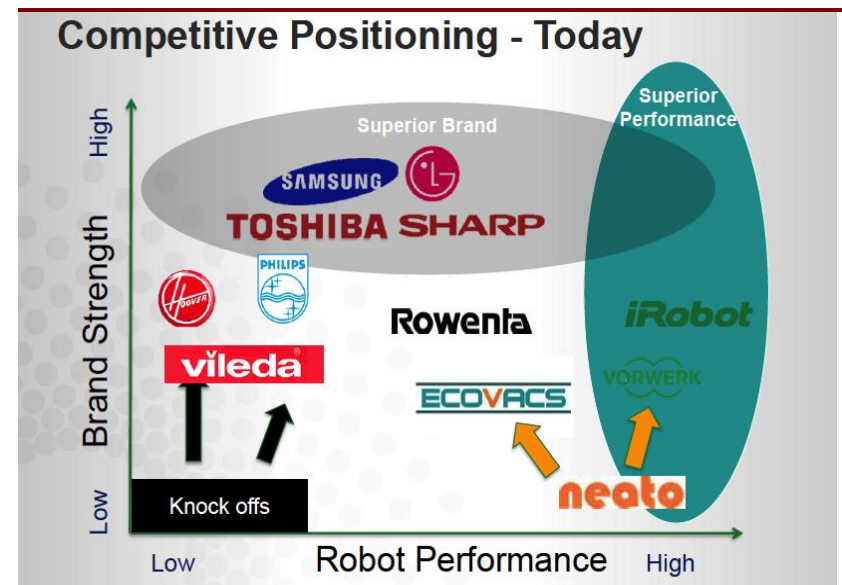 Competitive Positioning - Today
Superior
Performance
Superior Brand
High
SAMSUNG
LG
TOSHIBA SHARP
PHILIPS
Hoover
Brand Strength
Rowenta
iRobot
vileda
ECOVACS
VORWERK
neato
Knock offs
Low
Low
Robot Performance
High